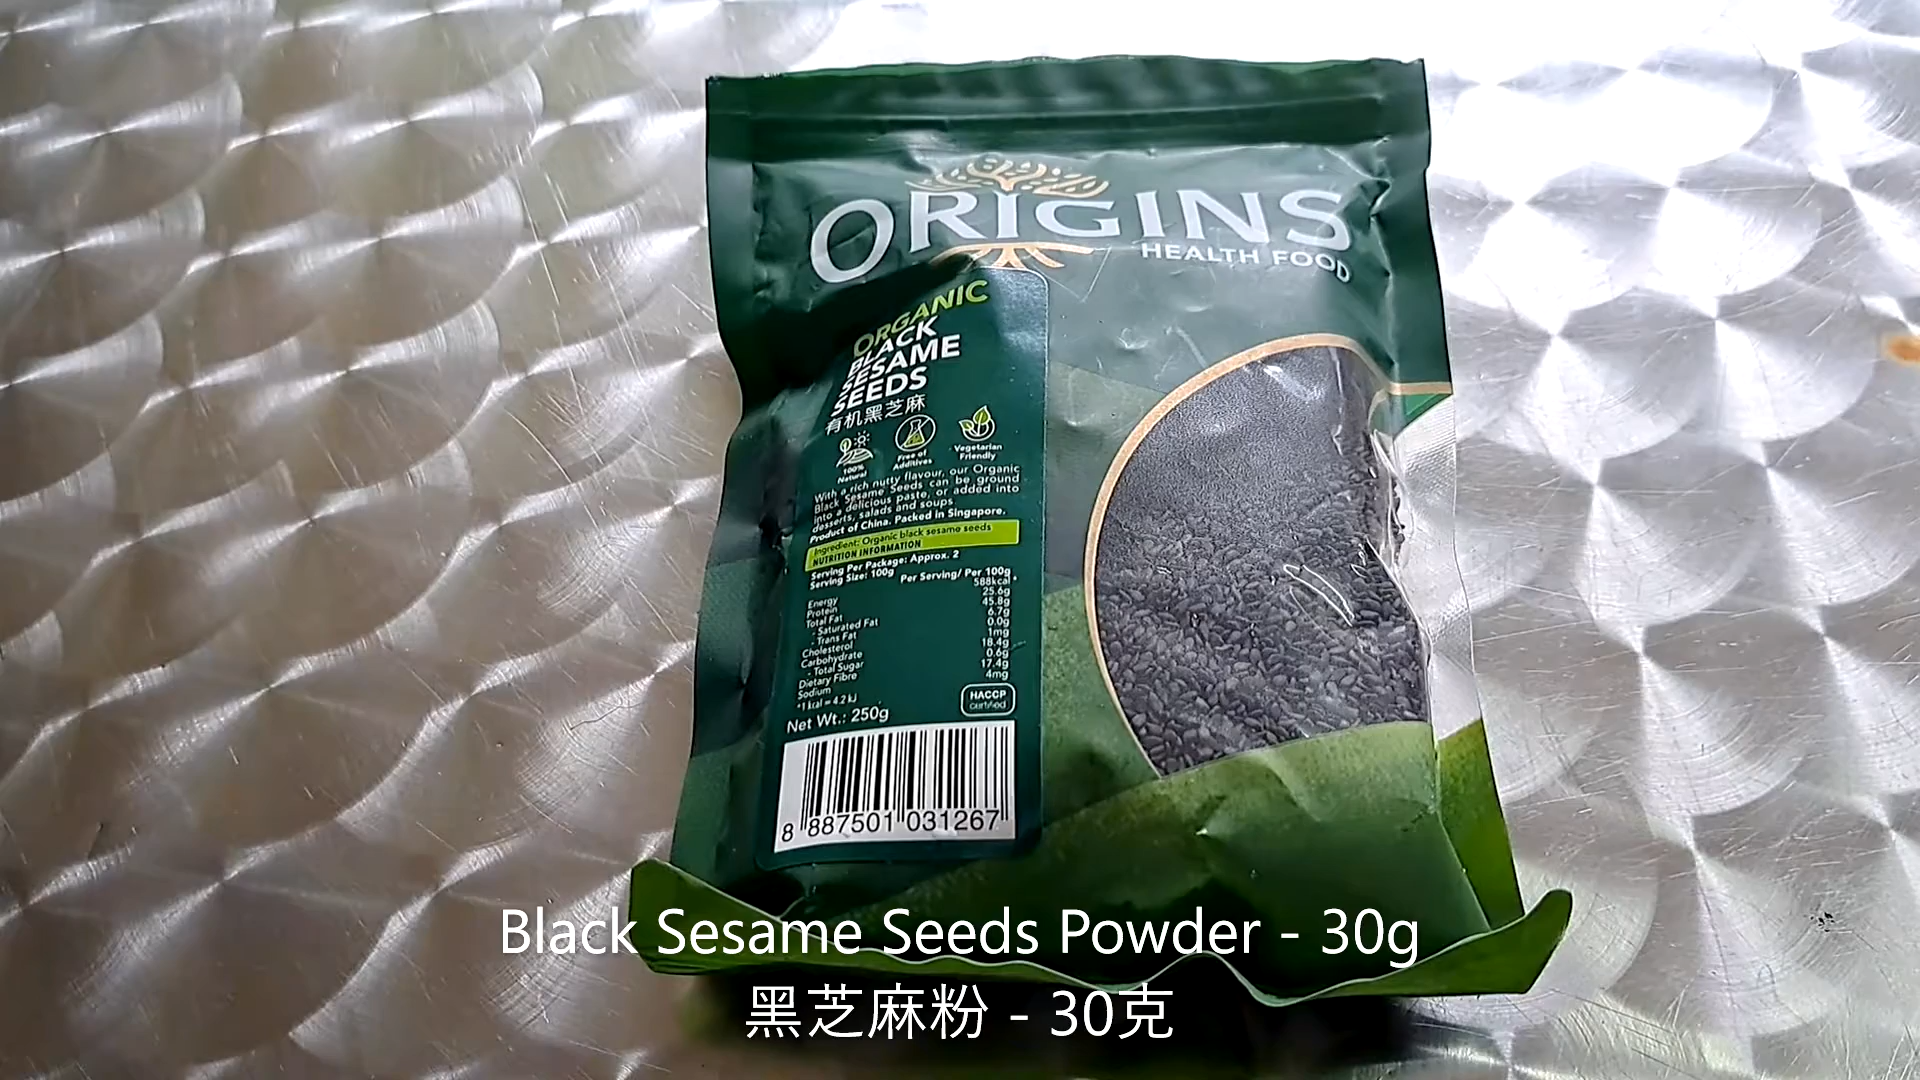 ORIGINS
HEALTH FOOD
ORGANIC
BLACK
SESAME
SEEDS
有机黑芝麻
100%
Natural
Free of
Additives
Vegetarian
Friendly
With a rich nutty flavour, our Organic
Black Sesame Seeds can be ground
into a delicious paste, or added into
desserts, salads and soups.
Product of China. Packed in Singapore.
Ingredient: Organic black sesame seeds
NUTRITION INFORMATION
Serving Per Package: Approx. 2
Serving Size: 100g
Per Serving/ Per 100g
Energy 588kcal*
Protein 25.6g
Total Fat 45.8g
- Saturated Fat 6.7g
- Trans Fat 0.0g
Cholesterol 1mg
Carbohydrate 18.4g
- Total Sugar 0.6g
Dietary Fibre 17.4g
Sodium 4mg
*1 kcal = 4.2 kJ
Net Wt.: 250g
HACCP
certified
8 887501 031267
Black Sesame Seeds Powder - 30g
黑芝麻粉 - 30克